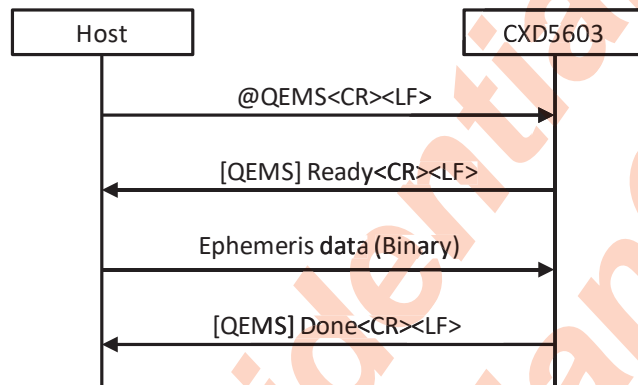 Host
CXD5603
@QEMS<CR><LF>
[QEMS] Ready<CR><LF>
Ephemeris data (Binary)
[QEMS] Done<CR><LF>